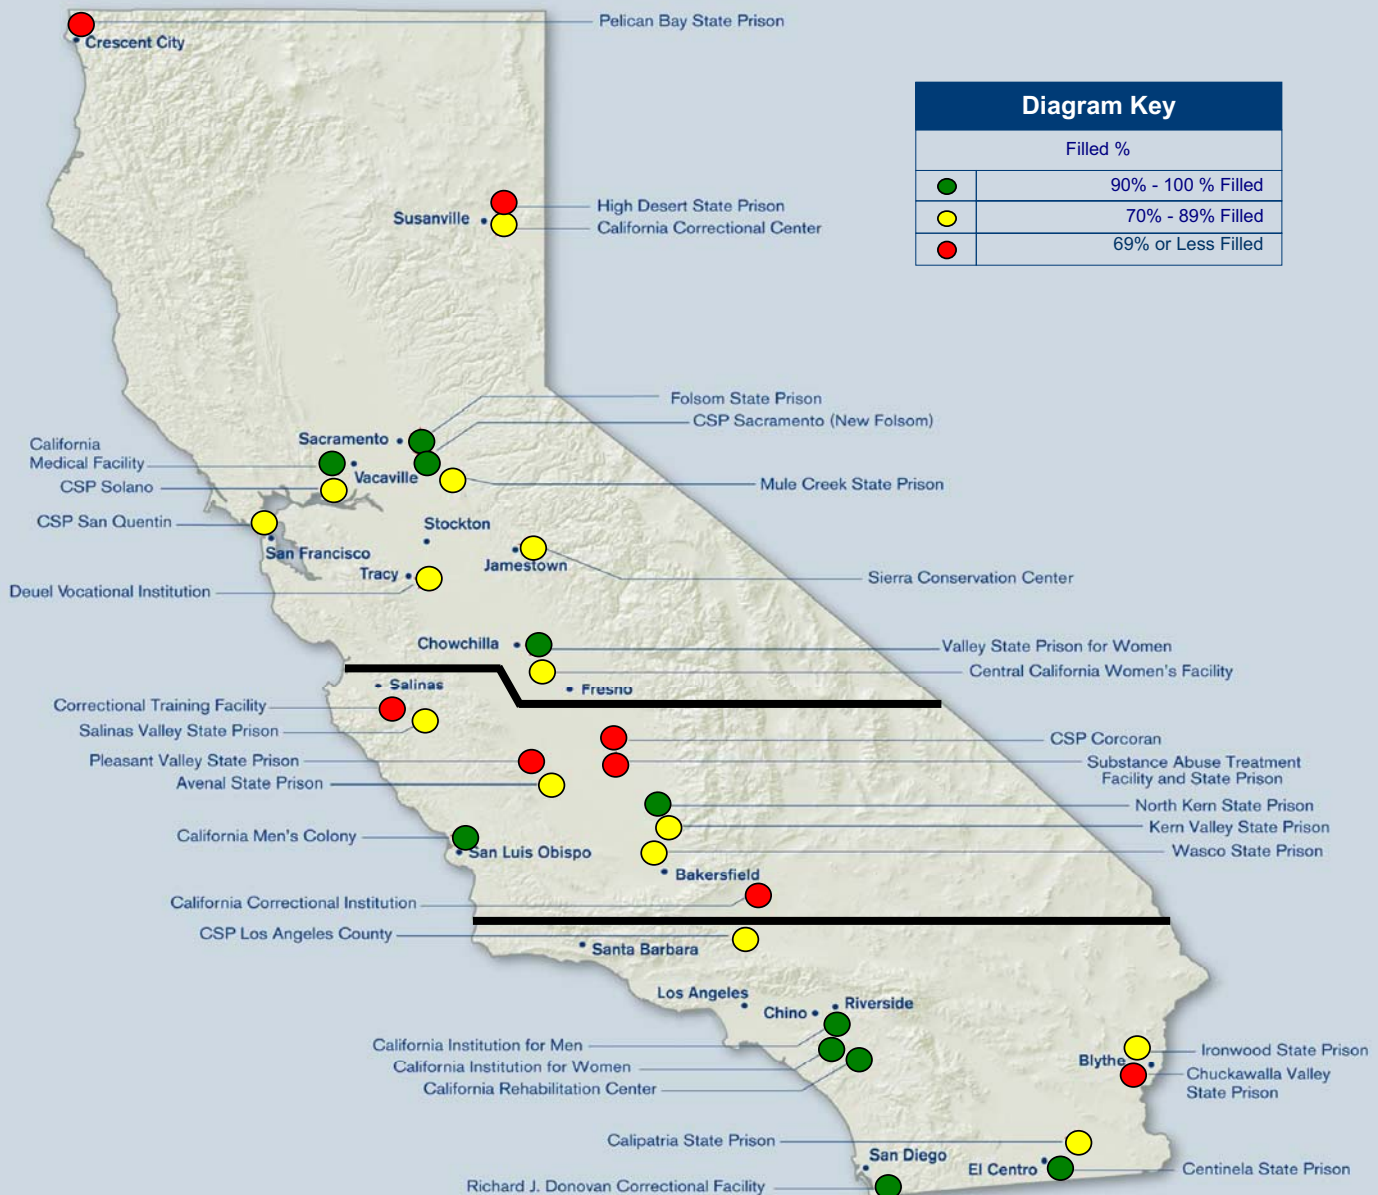 Pelican Bay State Prison
Crescent City
Diagram Key
Filled %
90% - 100 % Filled
70% - 89% Filled
69% or Less Filled
High Desert State Prison
Susanville
California Correctional Center
Folsom State Prison
CSP Sacramento (New Folsom)
Sacramento
California
Medical Facility
Vacaville
CSP Solano
Mule Creek State Prison
CSP San Quentin
Stockton
San Francisco
Jamestown
Tracy
Sierra Conservation Center
Deuel Vocational Institution
Chowchilla
Valley State Prison for Women
Central California Women's Facility
Salinas
Fresno
Correctional Training Facility
Salinas Valley State Prison
CSP Corcoran
Pleasant Valley State Prison
Substance Abuse Treatment
Facility and State Prison
Avenal State Prison
North Kern State Prison
Kern Valley State Prison
California Men's Colony
San Luis Obispo
Wasco State Prison
Bakersfield
California Correctional Institution
CSP Los Angeles County
Santa Barbara
Los Angeles
Riverside
Chino
California Institution for Men
California Institution for Women
California Rehabilitation Center
Ironwood State Prison
Blythe
Chuckawalla Valley
State Prison
Calipatria State Prison
San Diego
El Centro
Centinela State Prison
Richard J. Donovan Correctional Facility